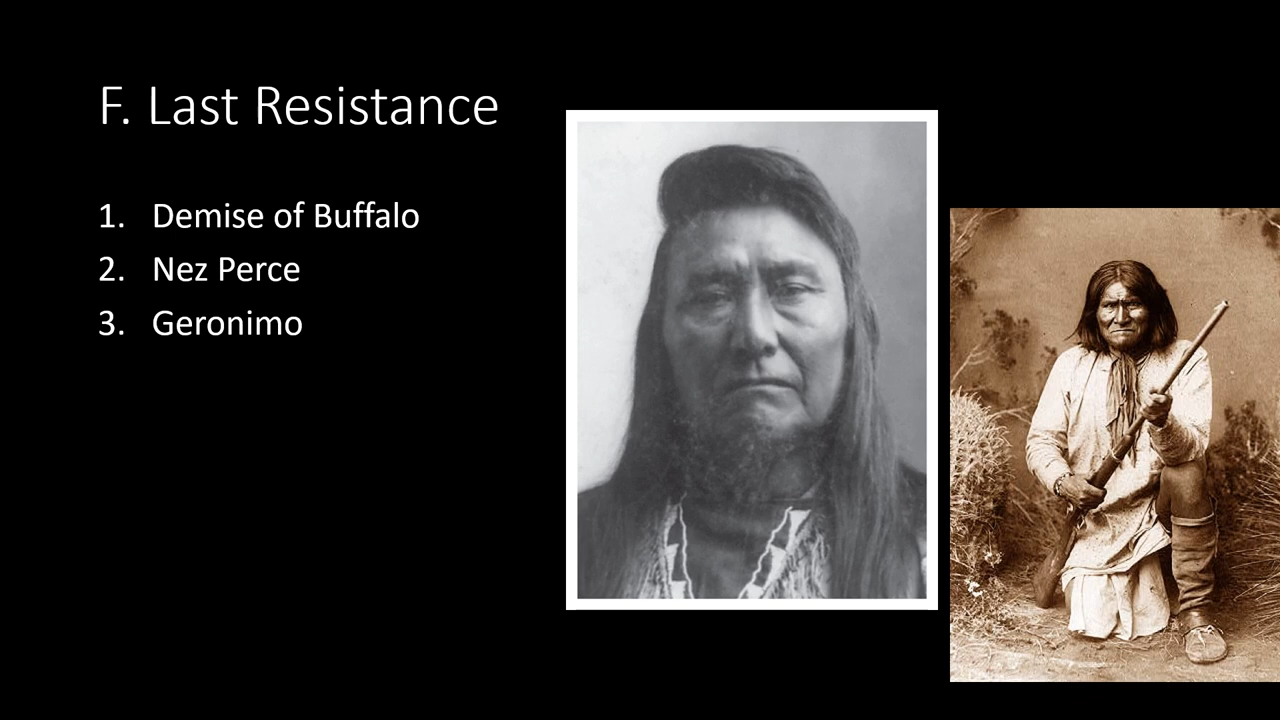 F. Last Resistance
1. Demise of Buffalo
2. Nez Perce
3. Geronimo